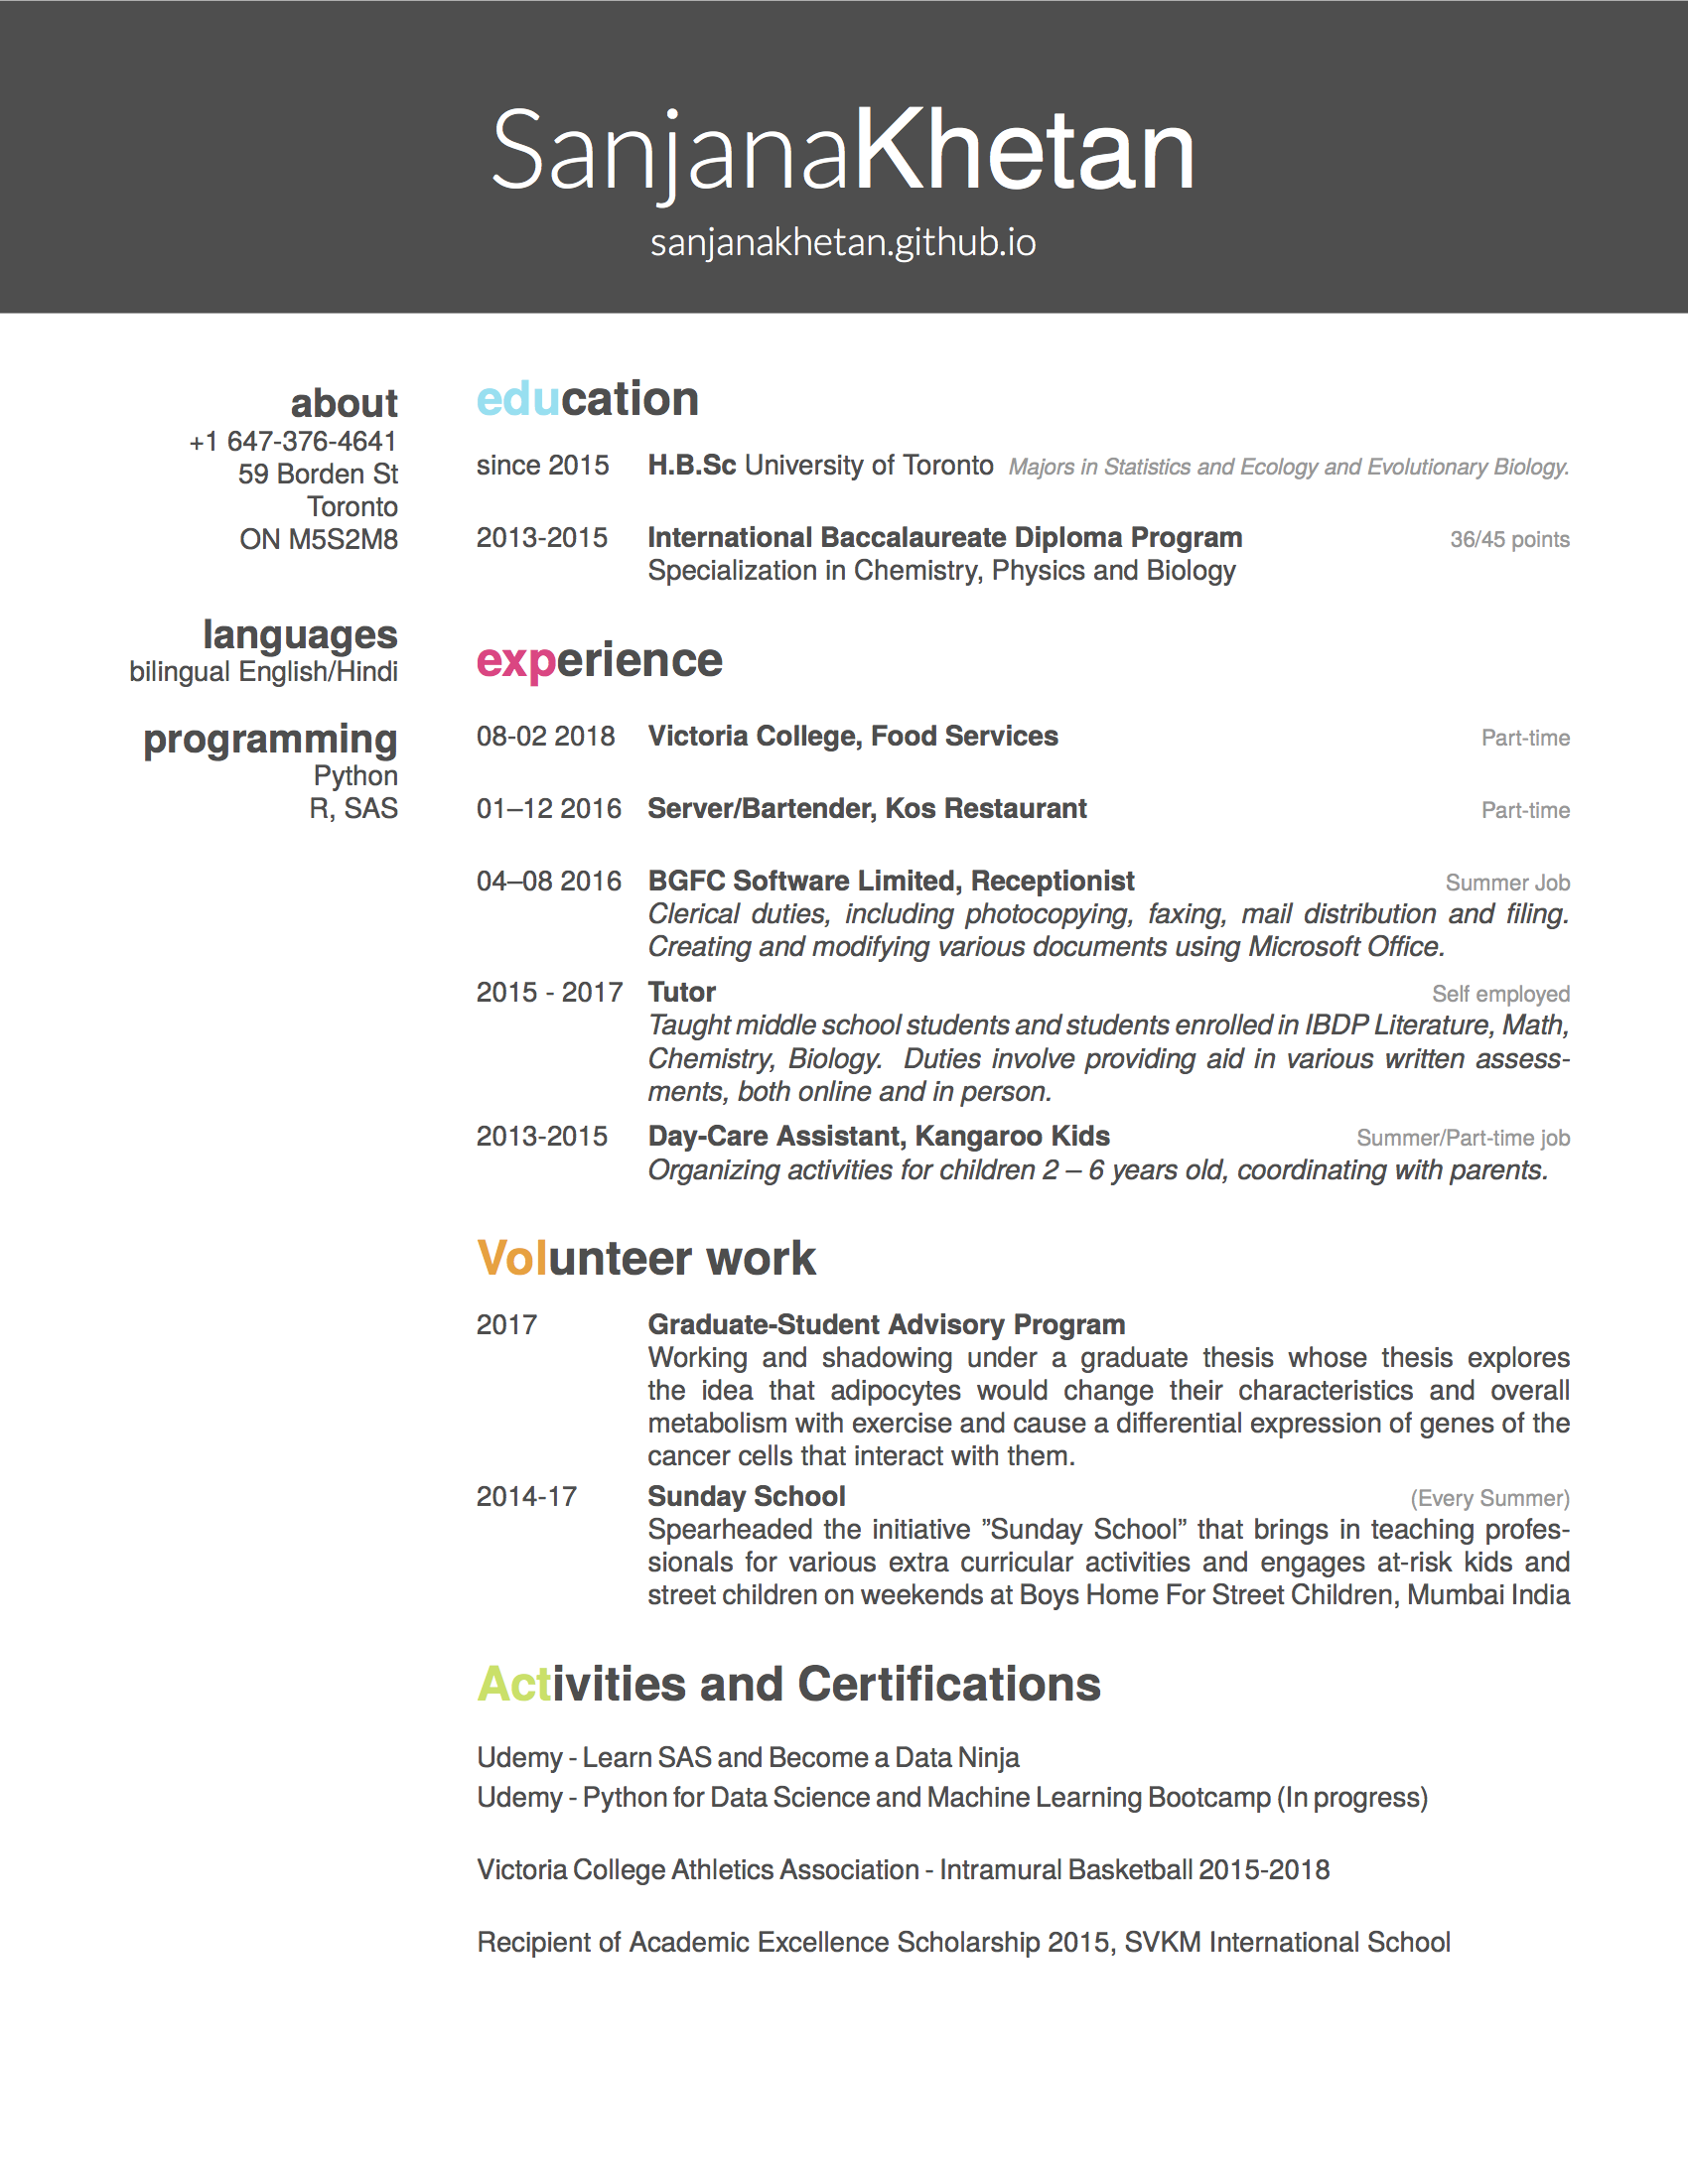 SanjanaKhetan
sanjanakhetan.github.io
about
+1 647-376-4641
59 Borden St
Toronto
ON M5S2M8
languages
bilingual English/Hindi
programming
Python
R, SAS
education
since 2015 H.B.Sc University of Toronto Majors in Statistics and Ecology and Evolutionary Biology.
2013-2015 International Baccalaureate Diploma Program 36/45 points
Specialization in Chemistry, Physics and Biology
experience
08-02 2018 Victoria College, Food Services Part-time
01–12 2016 Server/Bartender, Kos Restaurant Part-time
04–08 2016 BGFC Software Limited, Receptionist Summer Job
Clerical duties, including photocopying, faxing, mail distribution and filing.
Creating and modifying various documents using Microsoft Office.
2015 - 2017 Tutor Self employed
Taught middle school students and students enrolled in IBDP Literature, Math,
Chemistry, Biology. Duties involve providing aid in various written assess-
ments, both online and in person.
2013-2015 Day-Care Assistant, Kangaroo Kids Summer/Part-time job
Organizing activities for children 2 – 6 years old, coordinating with parents.
Volunteer work
2017 Graduate-Student Advisory Program
Working and shadowing under a graduate thesis whose thesis explores
the idea that adipocytes would change their characteristics and overall
metabolism with exercise and cause a differential expression of genes of the
cancer cells that interact with them.
2014-17 Sunday School (Every Summer)
Spearheaded the initiative ”Sunday School” that brings in teaching profes-
sionals for various extra curricular activities and engages at-risk kids and
street children on weekends at Boys Home For Street Children, Mumbai India
Activities and Certifications
Udemy - Learn SAS and Become a Data Ninja
Udemy - Python for Data Science and Machine Learning Bootcamp (In progress)
Victoria College Athletics Association - Intramural Basketball 2015-2018
Recipient of Academic Excellence Scholarship 2015, SVKM International School